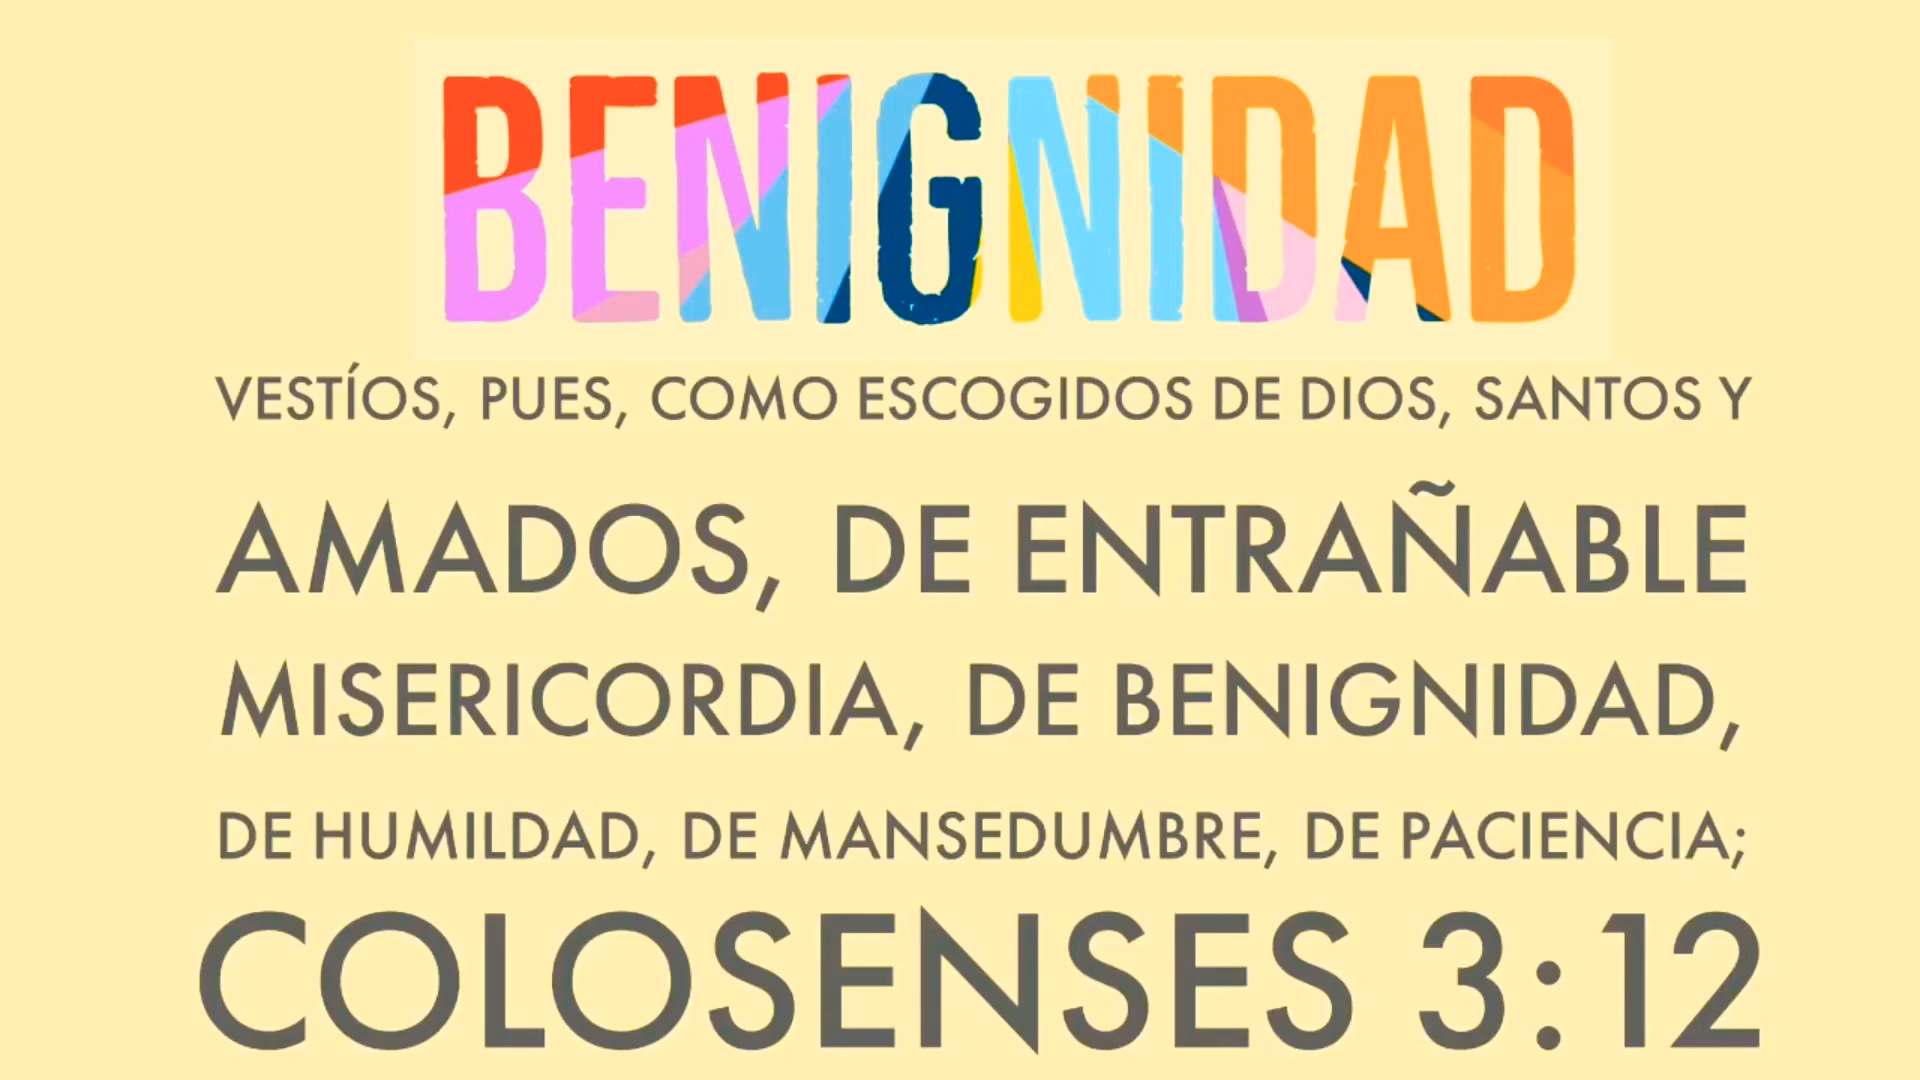 BENIGNIDAD
VESTÍOS, PUES, COMO ESCOGIDOS DE DIOS, SANTOS Y
AMADOS, DE ENTRAÑABLE
MISERICORDIA, DE BENIGNIDAD,
DE HUMILDAD, DE MANSEDUMBRE, DE PACIENCIA;
COLOSENSES 3:12